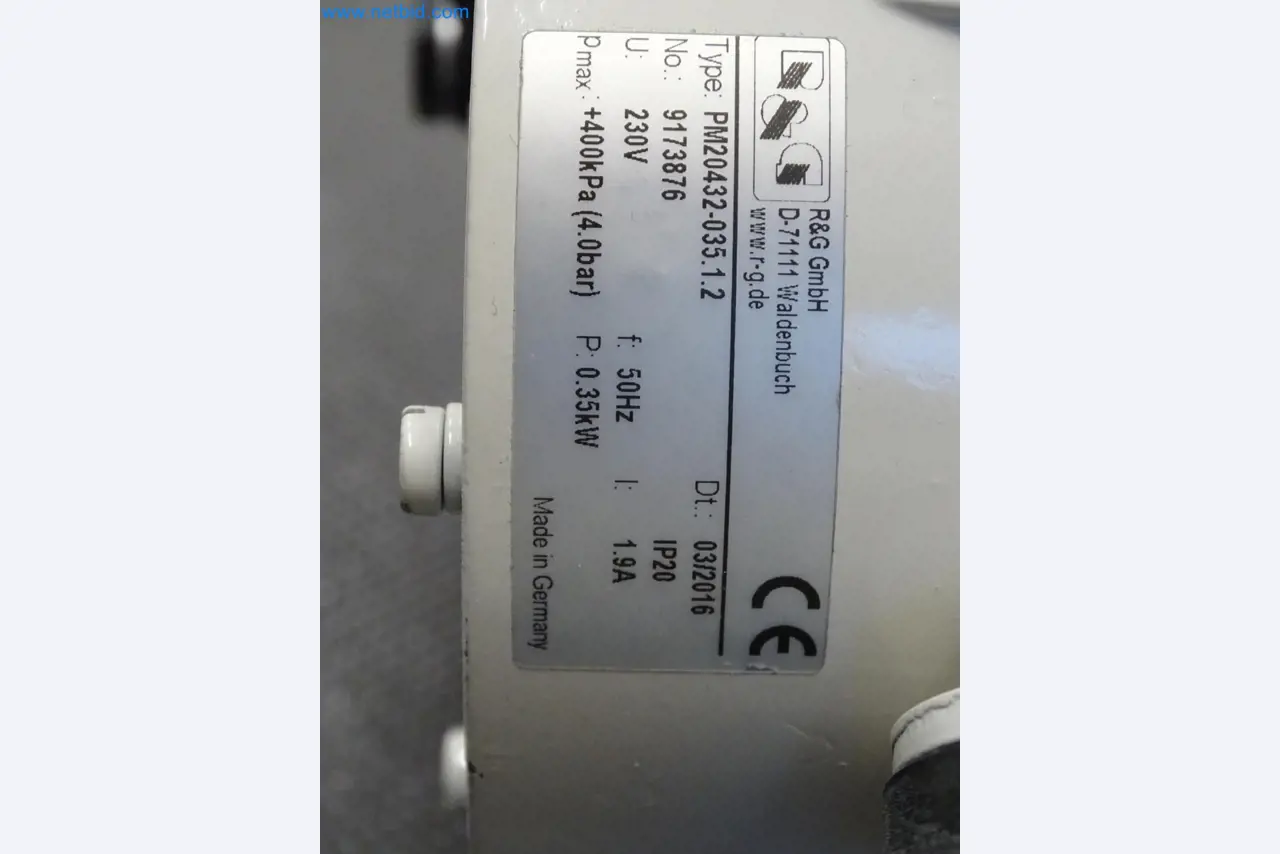 www.netbid.com
R&G
R&G GmbH
D-71111 Waldenbuch
www.r-g.de
CE
Type: PM20432-035.1.2 Dt.: 03/2016
No.: 9173876 IP20
U: 230V f: 50Hz I: 1.9A
pmax: +400kPa (4.0bar) P: 0.35kW
Made in Germany